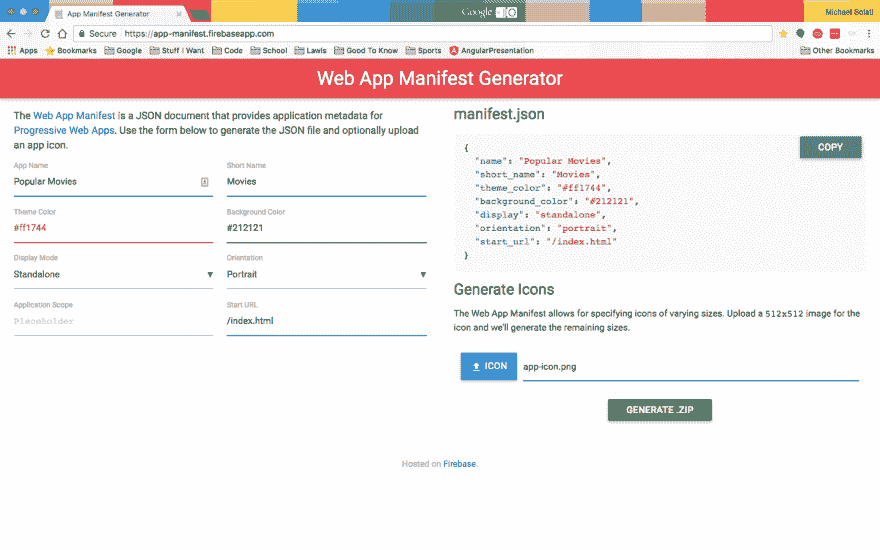 App Manifest Generator
Google
Michael Solati
Secure
https://app-manifest.firebaseapp.com
Apps Bookmarks Google Stuff I Want Code School Lawls Good To Know Sports AngularPresentation Other Bookmarks
Web App Manifest Generator
The Web App Manifest is a JSON document that provides application metadata for
Progressive Web Apps. Use the form below to generate the JSON file and optionally upload
an app icon.
App Name Short Name
Popular Movies Movies
Theme Color Background Color
#ff1744 #212121
Display Mode Orientation
Standalone Portrait
Application Scope Start URL
Placeholder /index.html
manifest.json
COPY
{
"name": "Popular Movies",
"short_name": "Movies",
"theme_color": "#ff1744",
"background_color": "#212121",
"display": "standalone",
"orientation": "portrait",
"start_url": "/index.html"
}
Generate Icons
The Web App Manifest allows for specifying icons of varying sizes. Upload a 512x512 image for the
icon and we'll generate the remaining sizes.
ICON app-icon.png
GENERATE .ZIP
Hosted on Firebase.